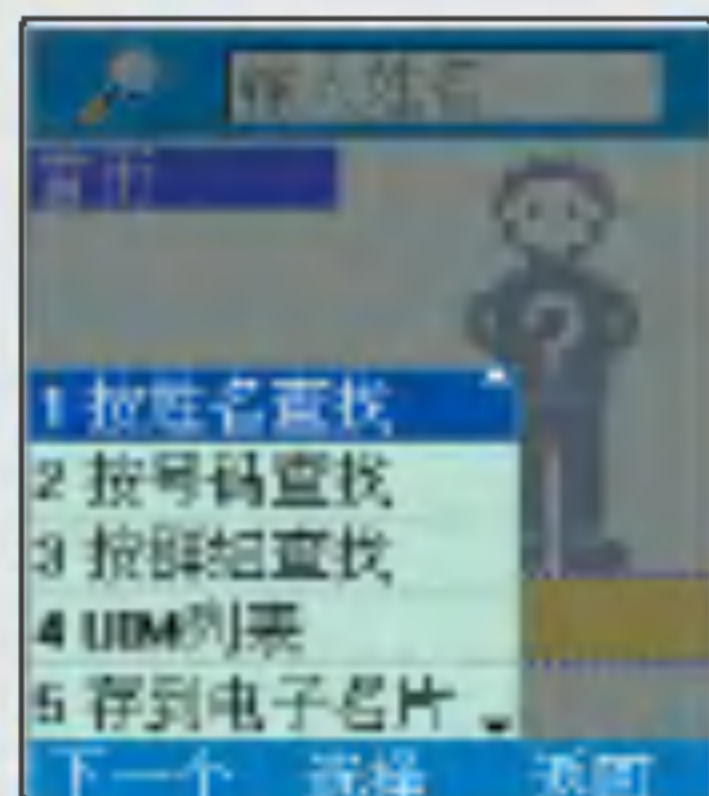 输入姓名
1 按姓名查找
2 按号码查找
3 按群组查找
4 UIM列表
5 存到电子名片
下一个 选择 返回